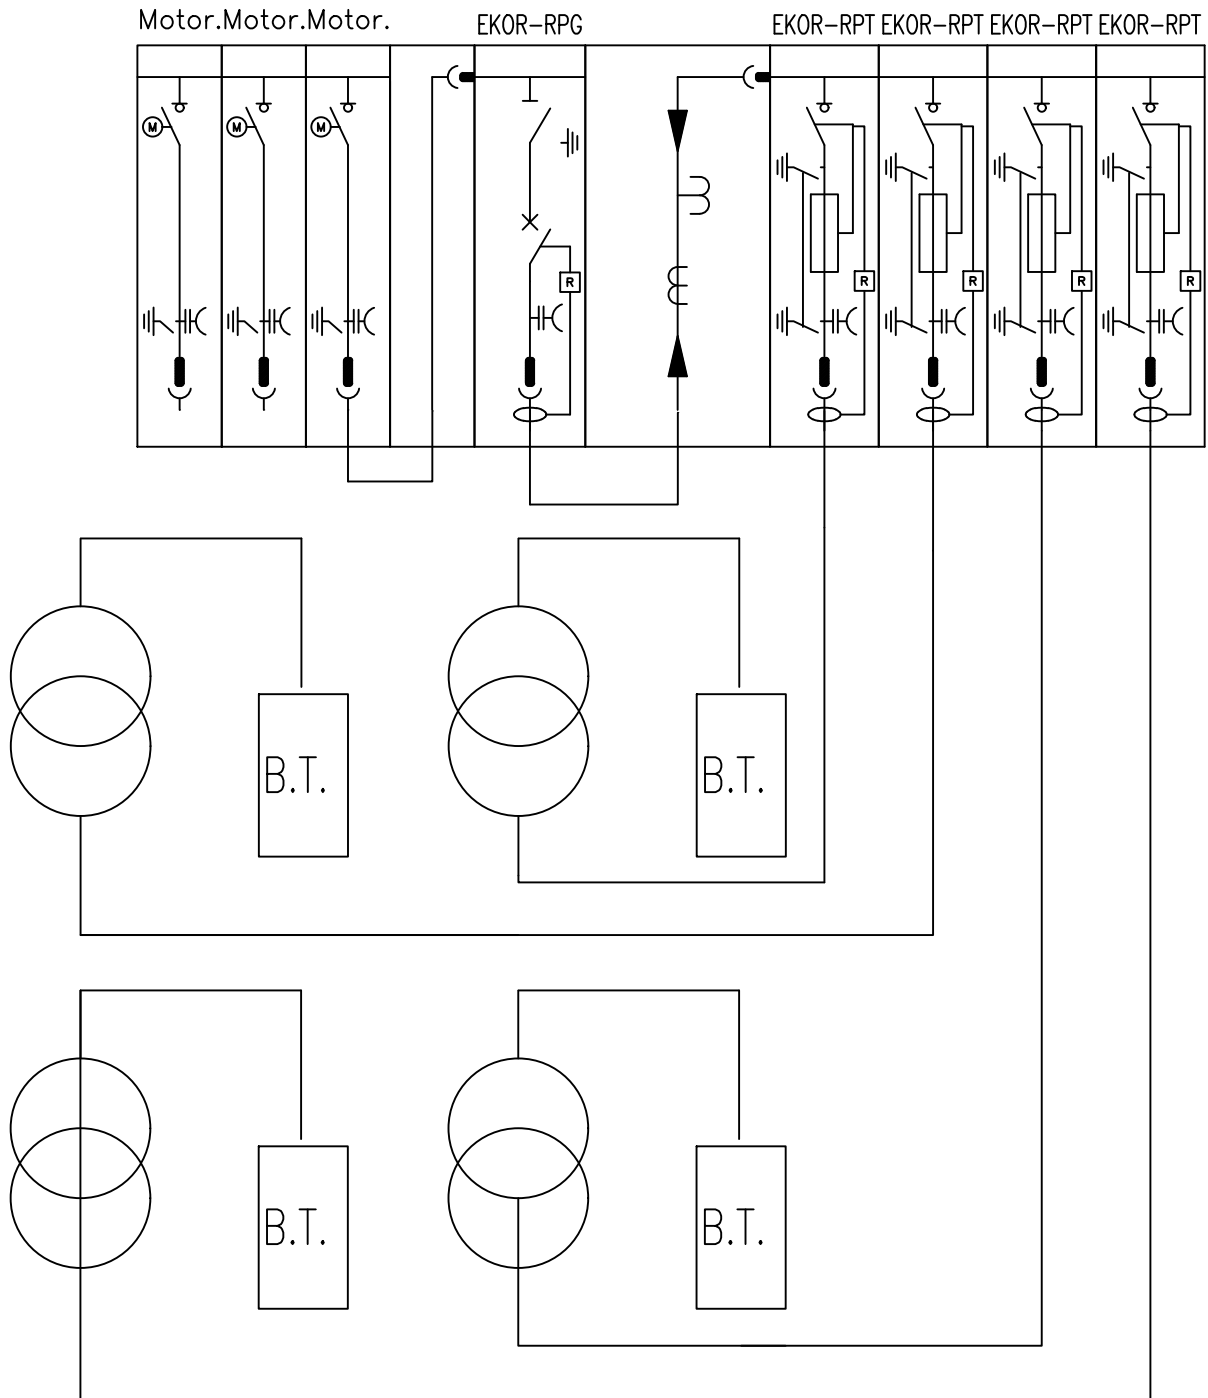 Motor.Motor.Motor. EKOR-RPG EKOR-RPT EKOR-RPT EKOR-RPT EKOR-RPT
M M M
R R R R R
B.T. B.T.
B.T. B.T.